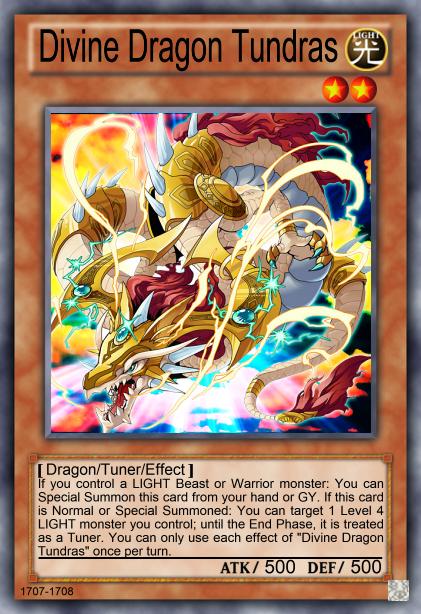 Divine Dragon Tundras
LIGHT
光
[ Dragon/Tuner/Effect ]
If you control a LIGHT Beast or Warrior monster: You can
Special Summon this card from your hand or GY. If this card
is Normal or Special Summoned: You can target 1 Level 4
LIGHT monster you control; until the End Phase, it is treated
as a Tuner. You can only use each effect of "Divine Dragon
Tundras" once per turn.
ATK/ 500 DEF/ 500
1707-1708